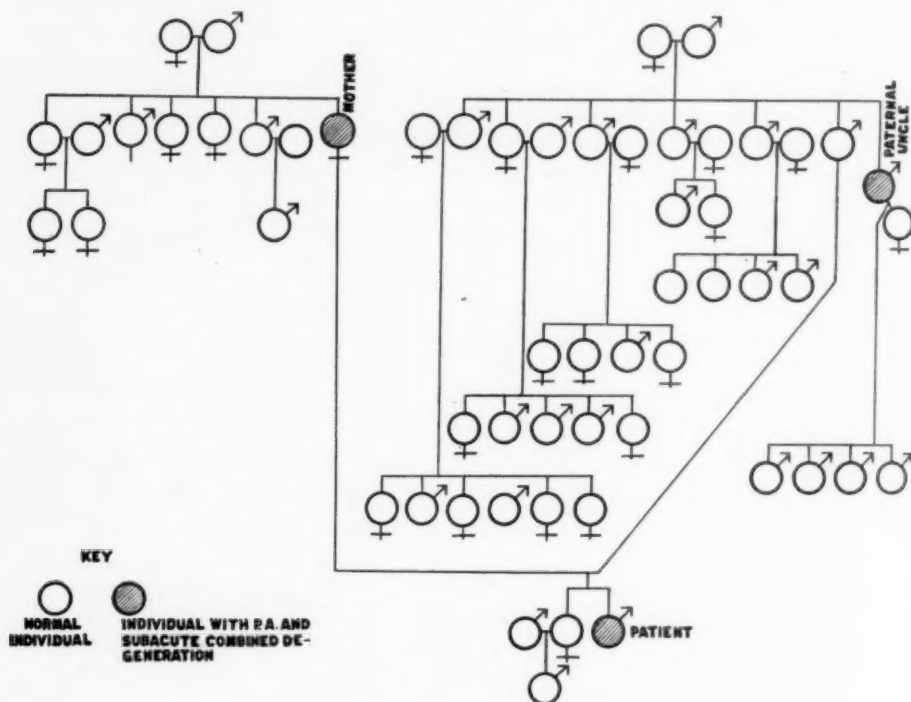 MOTHER
PATERNAL
UNCLE
KEY
NORMAL
INDIVIDUAL
INDIVIDUAL WITH P.A. AND
SUBACUTE COMBINED DE-
GENERATION
PATIENT